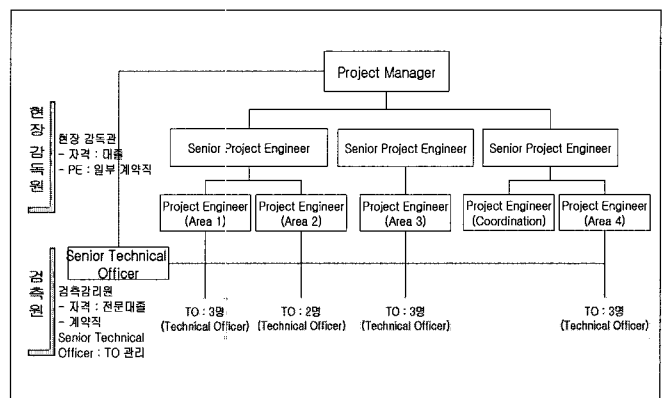 Project Manager
현장 감독원
현장 감독관
- 자격 : 대졸
- PE : 일부 계약직
Senior Project Engineer
Senior Project Engineer
Senior Project Engineer
Project Engineer
(Area 1)
Project Engineer
(Area 2)
Project Engineer
(Area 3)
Project Engineer
(Coordination)
Project Engineer
(Area 4)
Senior Technical
Officer
검측원
검측감리원
- 자격 : 전문대졸
- 계약직
Senior Technical
Officer : TO 관리
TO : 3명
(Technical Officer)
TO : 2명
(Technical Officer)
TO : 3명
(Technical Officer)
TO : 3명
(Technical Officer)